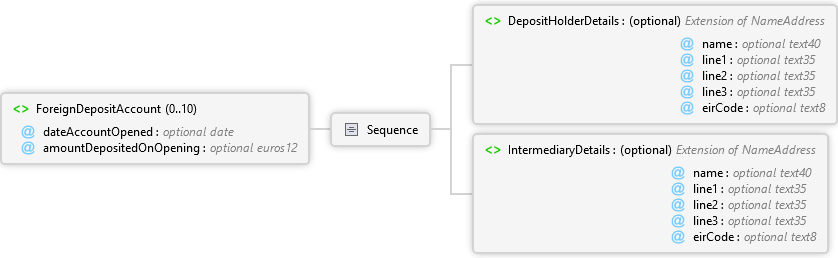 <> ForeignDepositAccount (0..10)
@ dateAccountOpened : optional date
@ amountDepositedOnOpening : optional euros12
Sequence
<> DepositHolderDetails : (optional) Extension of NameAddress
@ name : optional text40
@ line1 : optional text35
@ line2 : optional text35
@ line3 : optional text35
@ eirCode : optional text8
<> IntermediaryDetails : (optional) Extension of NameAddress
@ name : optional text40
@ line1 : optional text35
@ line2 : optional text35
@ line3 : optional text35
@ eirCode : optional text8